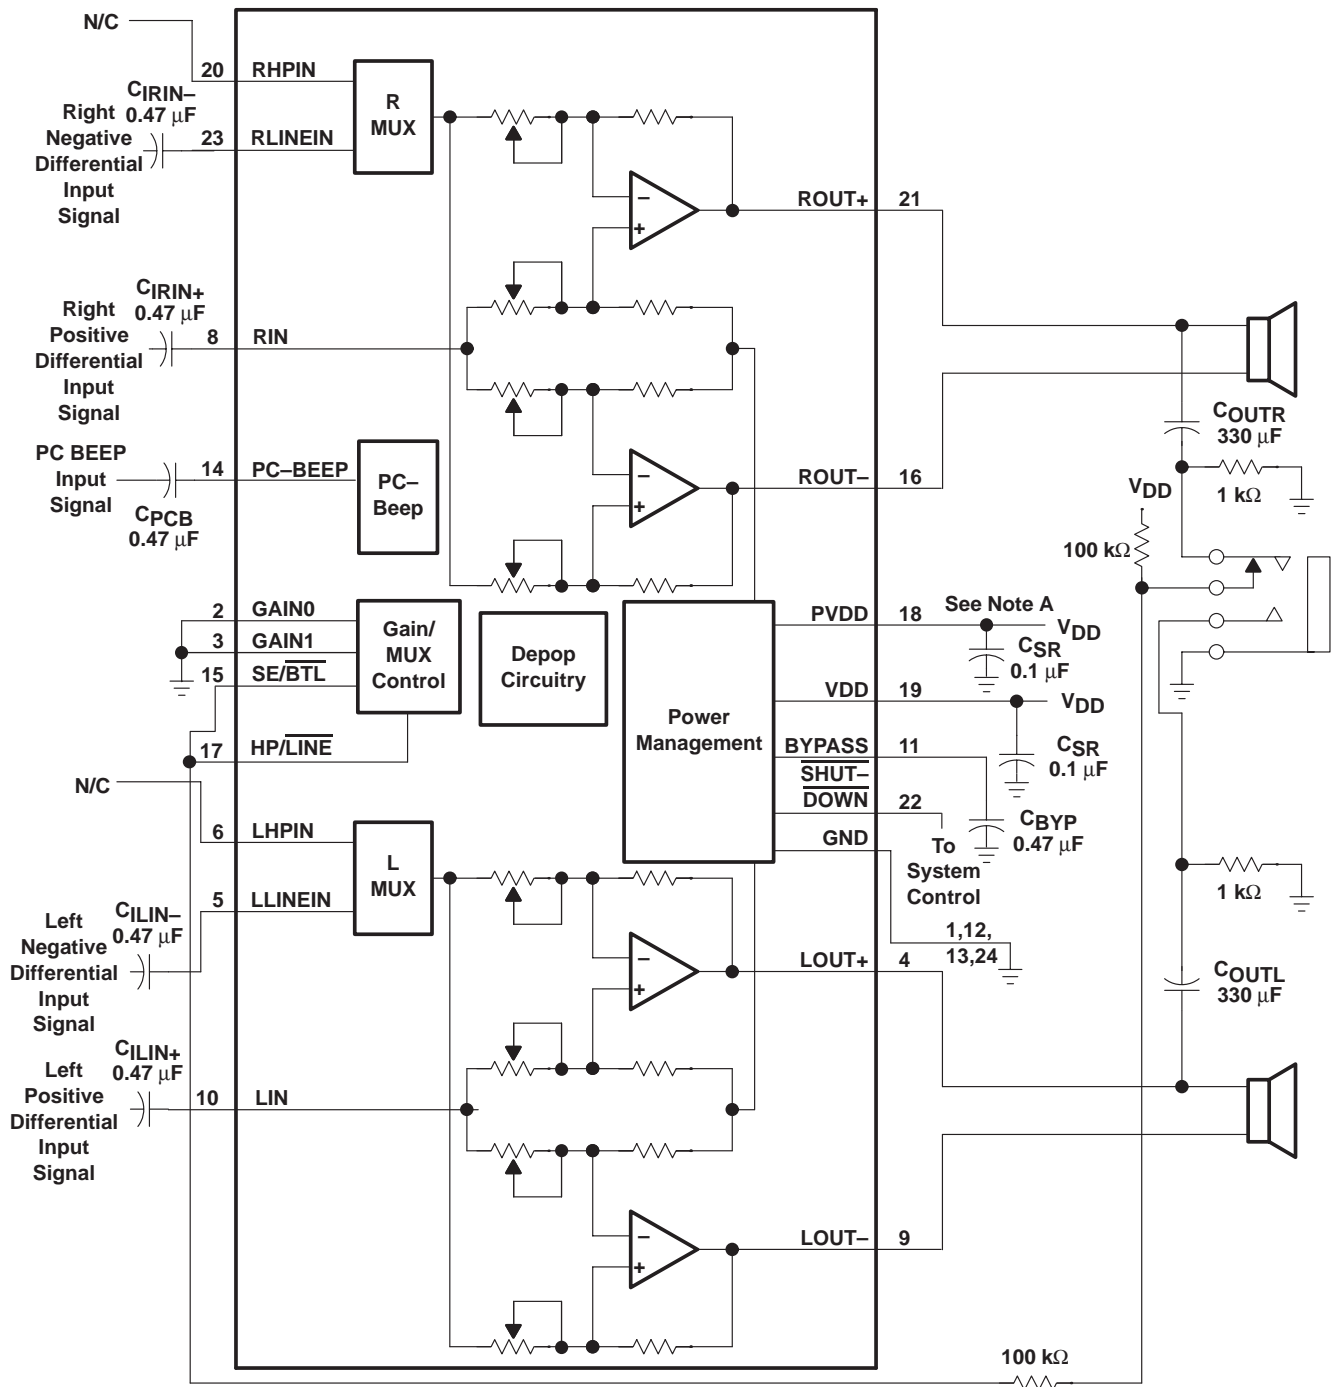 N/C
20
RHPIN
CIRIN–
0.47 µF
Right
Negative
Differential
Input
Signal
23
RLINEIN
R
MUX
ROUT+
21
CIRIN+
0.47 µF
Right
Positive
Differential
Input
Signal
8
RIN
PC BEEP
Input
Signal
14
PC–BEEP
CPCB
0.47 µF
PC–
Beep
ROUT–
16
COUTR
330 µF
1 kΩ
VDD
100 kΩ
2
GAIN0
3
GAIN1
15
SE/BTL
17
HP/LINE
Gain/
MUX
Control
Depop
Circuitry
Power
Management
PVDD
18
See Note A
VDD
CSR
0.1 µF
VDD
19
VDD
CSR
0.1 µF
BYPASS
11
SHUT–
DOWN
22
CBYP
0.47 µF
GND
To
System
Control
1,12,
13,24
N/C
6
LHPIN
L
MUX
5
LLINEIN
CILIN–
0.47 µF
Left
Negative
Differential
Input
Signal
LOUT+
4
1 kΩ
COUTL
330 µF
CILIN+
0.47 µF
Left
Positive
Differential
Input
Signal
10
LIN
LOUT–
9
100 kΩ